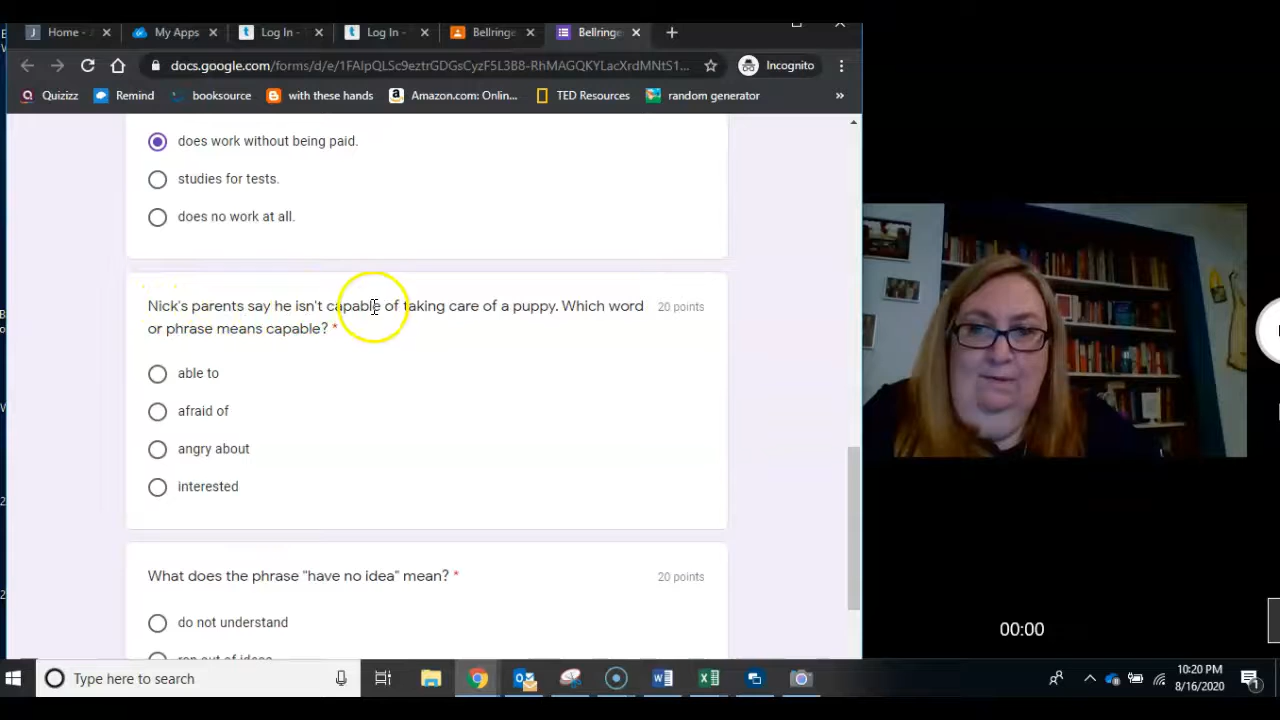 Home -
My Apps
Log In -
Log In -
Bellringe
Bellringe
docs.google.com/forms/d/e/1FAIpQLSc9eztrGDGsCyzF5L3B8-RhMAGQKYLacXrdMNtS1...
Incognito
Quizizz
Remind
booksource
with these hands
Amazon.com: Onlin...
TED Resources
random generator
»
does work without being paid.
studies for tests.
does no work at all.
Nick's parents say he isn't capable of taking care of a puppy. Which word
20 points
or phrase means capable? *
able to
afraid of
angry about
interested
What does the phrase "have no idea" mean? *
20 points
do not understand
00:00
Type here to search
10:20 PM
8/16/2020